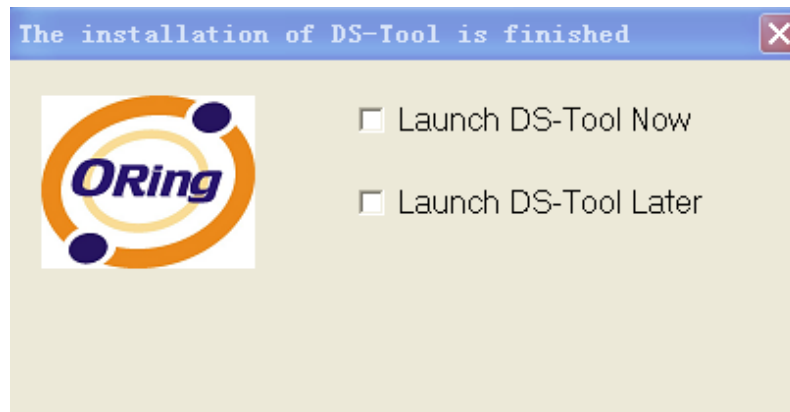 The installation of DS-Tool is finished
ORing
Launch DS-Tool Now
Launch DS-Tool Later